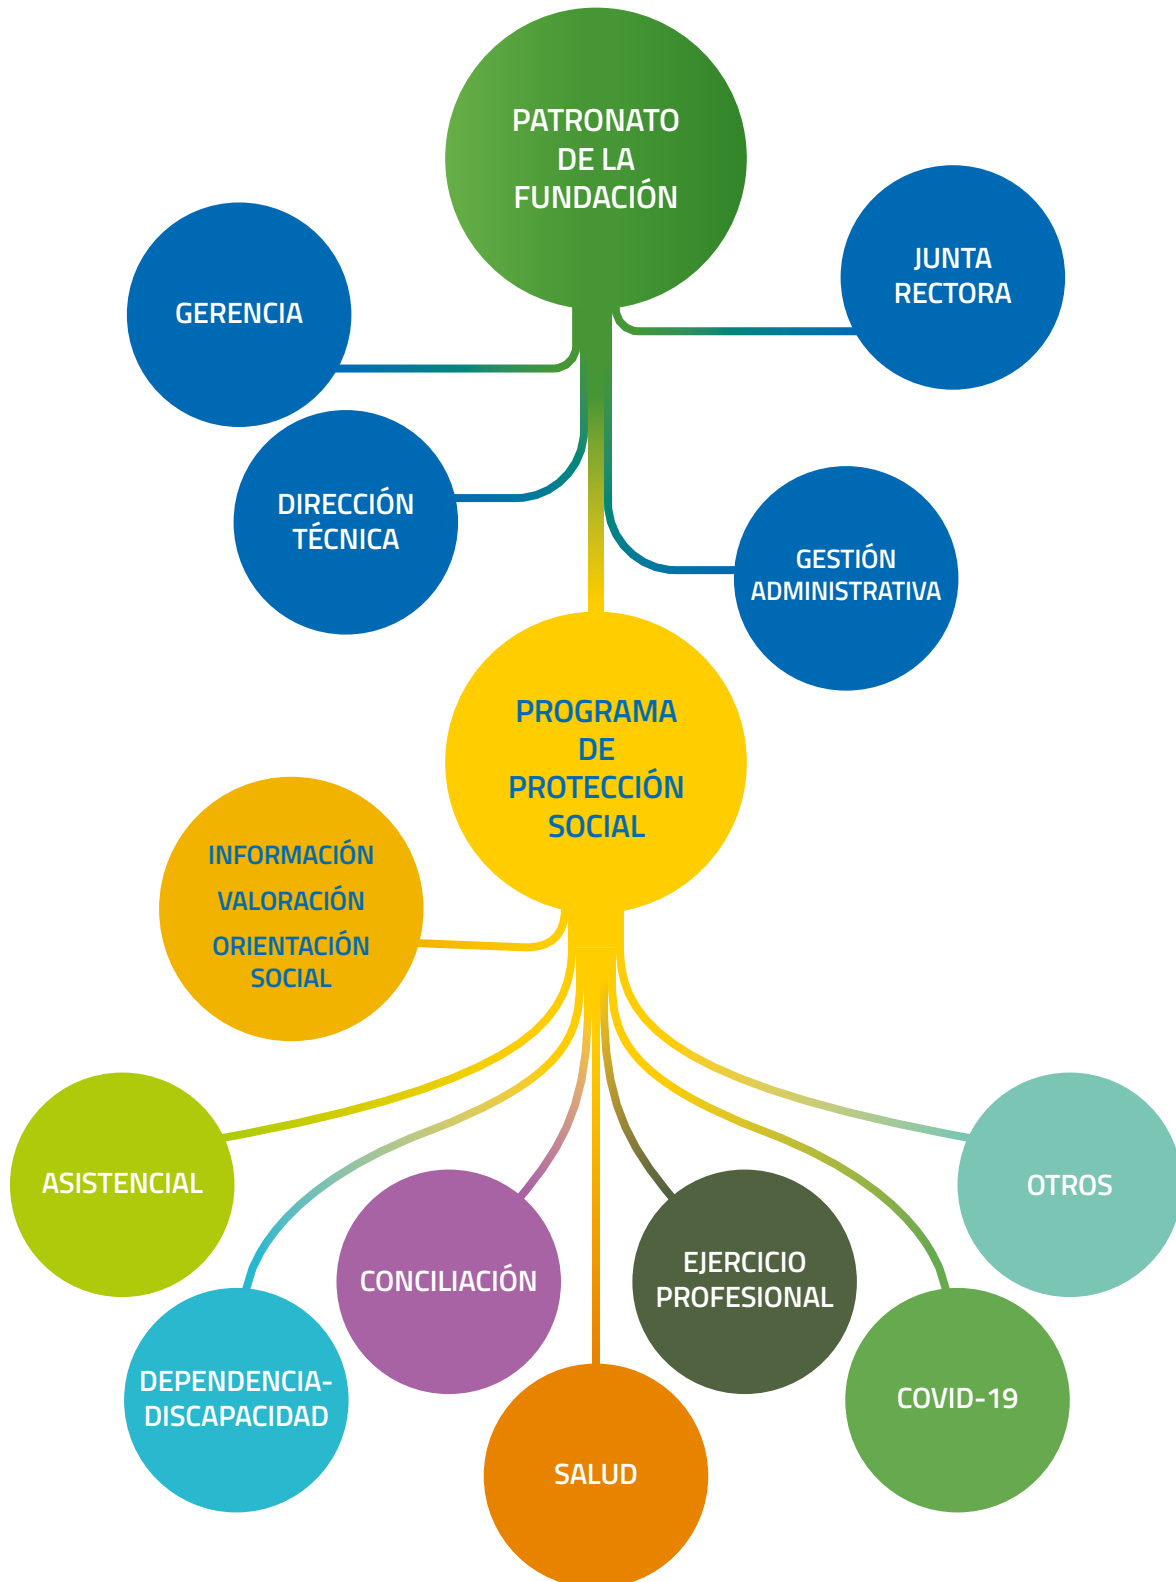 PATRONATO
DE LA
FUNDACIÓN
JUNTA
RECTORA
GERENCIA
DIRECCIÓN
TÉCNICA
GESTIÓN
ADMINISTRATIVA
PROGRAMA
DE
PROTECCIÓN
SOCIAL
INFORMACIÓN
VALORACIÓN
ORIENTACIÓN
SOCIAL
ASISTENCIAL
DEPENDENCIA-
DISCAPACIDAD
CONCILIACIÓN
SALUD
EJERCICIO
PROFESIONAL
COVID-19
OTROS